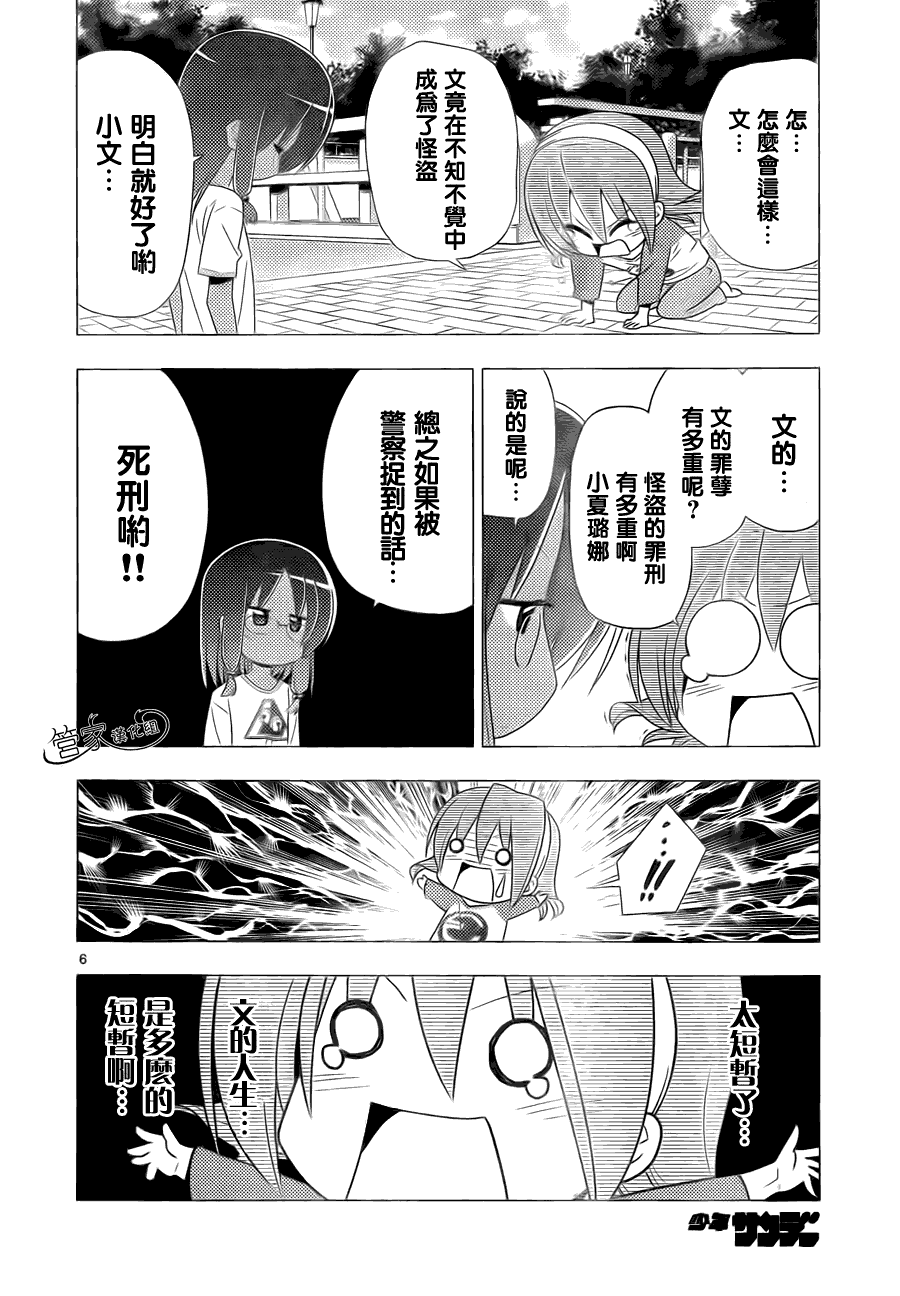 怎…
怎麼會這樣…
文…
文竟在不知不覺中
成爲了怪盜
明白就好了喲
小文…
文的…
文的罪孽
有多重呢?
怪盜的罪刑
有多重啊
小夏璐娜
說的是呢…
總之如果被
警察捉到的話…
死刑喲!!
管家漢化組
…!!
6
太短暫了…
文的人生…
是多麼的
短暫啊…
少年サンデー